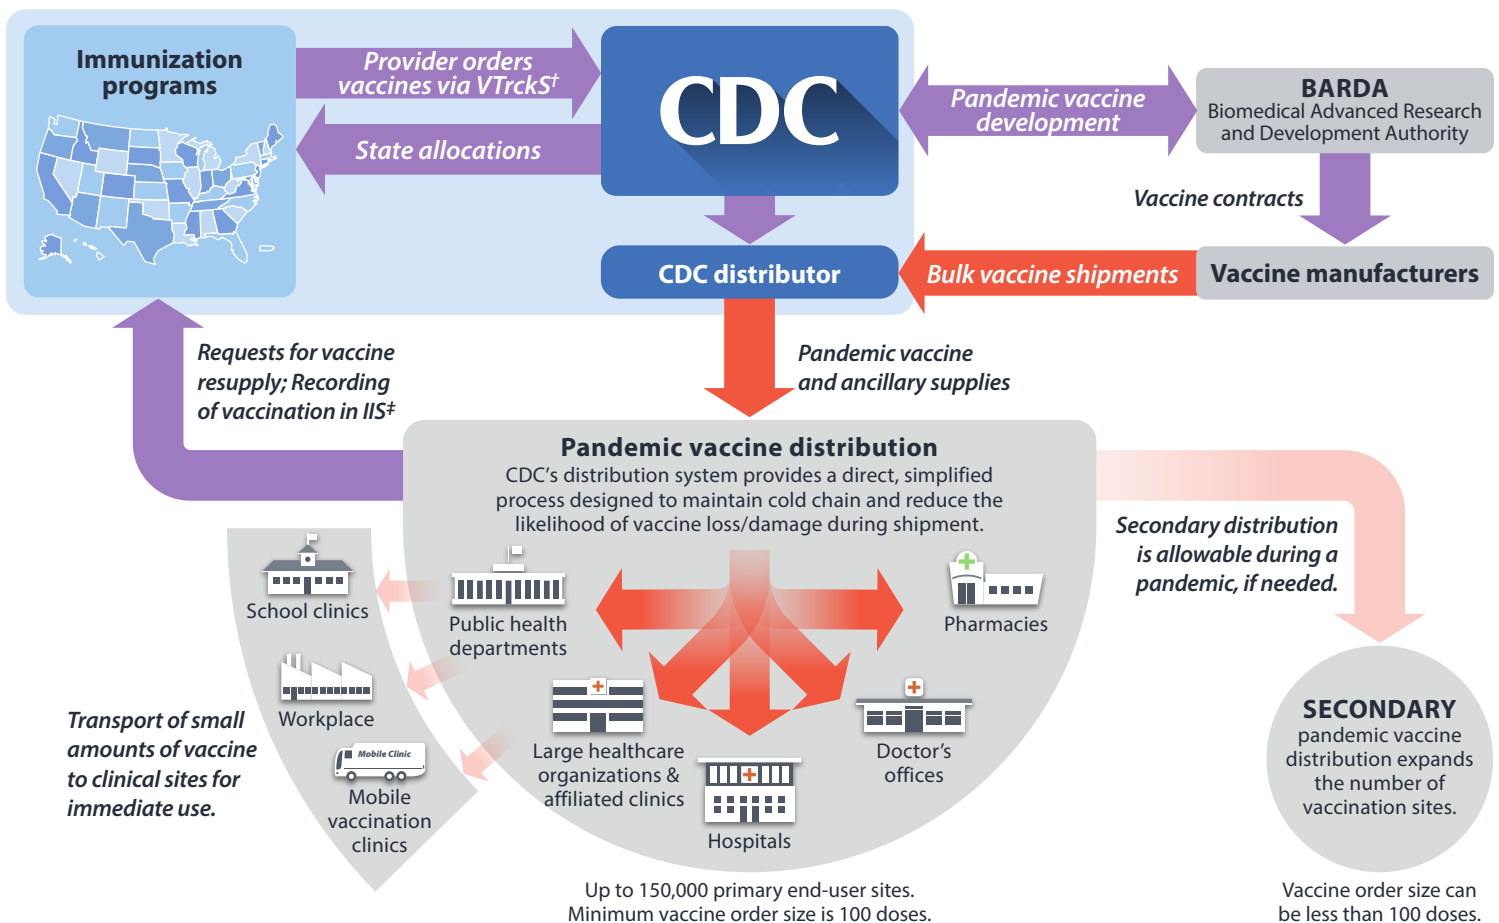 Immunization
programs
Provider orders
vaccines via VTrckS†
State allocations
CDC
Pandemic vaccine
development
BARDA
Biomedical Advanced Research
and Development Authority
Vaccine contracts
CDC distributor
Bulk vaccine shipments
Vaccine manufacturers
Requests for vaccine
resupply; Recording
of vaccination in IIS‡
Pandemic vaccine
and ancillary supplies
Pandemic vaccine distribution
CDC’s distribution system provides a direct, simplified
process designed to maintain cold chain and reduce the
likelihood of vaccine loss/damage during shipment.
Secondary distribution
is allowable during a
pandemic, if needed.
School clinics
Public health
departments
Pharmacies
Workplace
Transport of small
amounts of vaccine
to clinical sites for
immediate use.
Mobile Clinic
Mobile
vaccination
clinics
Large healthcare
organizations &
affiliated clinics
Doctor’s
offices
Hospitals
SECONDARY
pandemic vaccine
distribution expands
the number of
vaccination sites.
Up to 150,000 primary end-user sites.
Minimum vaccine order size is 100 doses.
Vaccine order size can
be less than 100 doses.